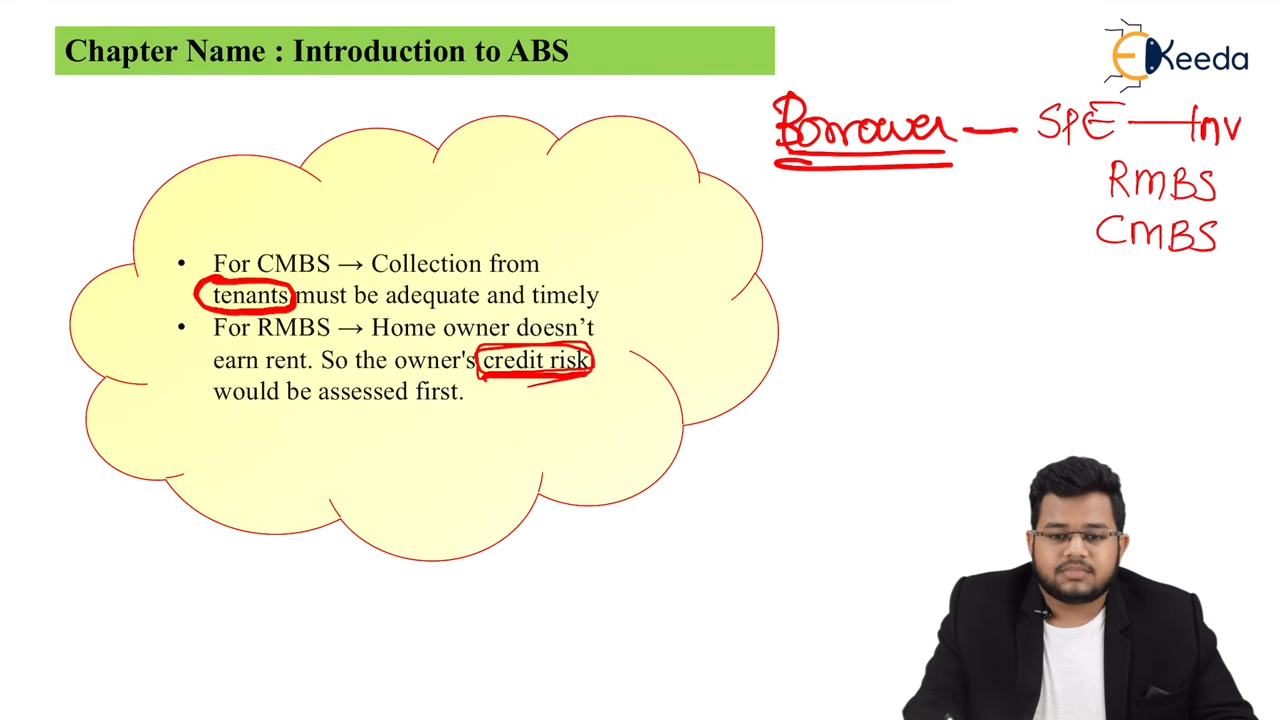 Chapter Name : Introduction to ABS
EKeeda
Borrower — SPE — Inv
RMBS
CMBS
• For CMBS → Collection from
tenants must be adequate and timely
• For RMBS → Home owner doesn’t
earn rent. So the owner's credit risk
would be assessed first.